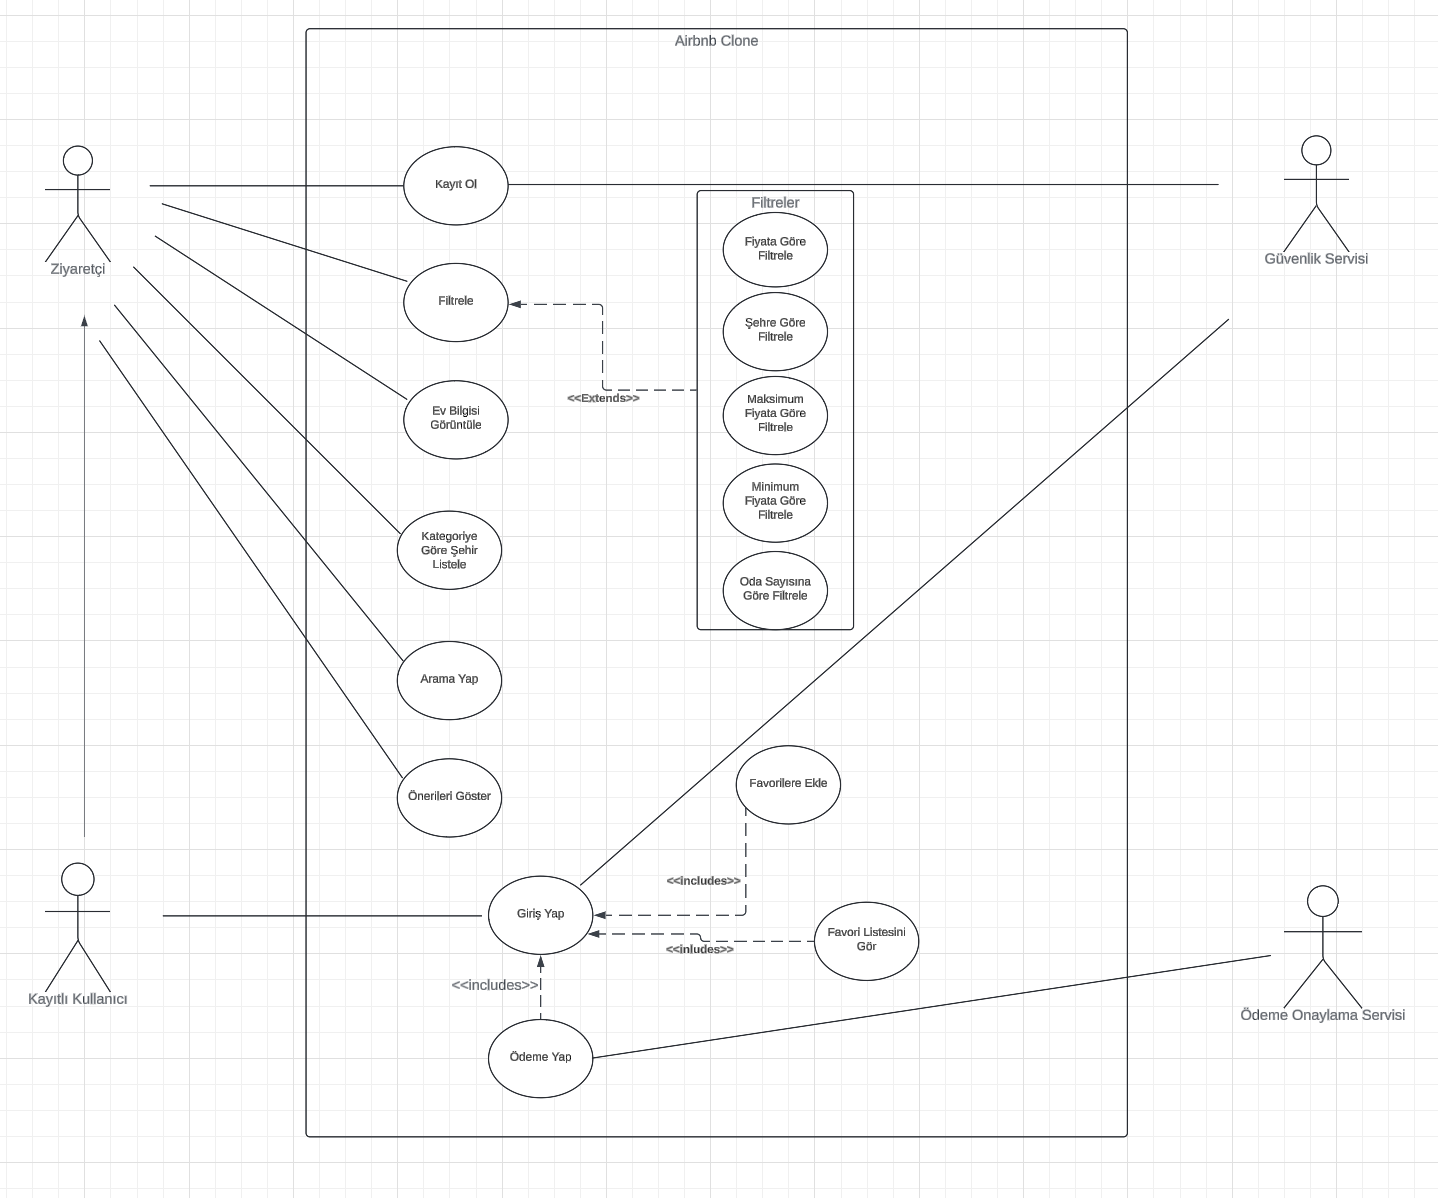 Airbnb Clone
Ziyaretçi
Güvenlik Servisi
Kayıt Ol
Filtrele
Ev Bilgisi
Görüntüle
Kategoriye
Göre Şehir
Listele
Arama Yap
Önerileri Göster
<<Extends>>
Filtreler
Fiyata Göre
Filtrele
Şehre Göre
Filtrele
Maksimum
Fiyata Göre
Filtrele
Minimum
Fiyata Göre
Filtrele
Oda Sayısına
Göre Filtrele
Favorilere Ekle
<<includes>>
Giriş Yap
Favori Listesini
Gör
<<inludes>>
<<includes>>
Kayıtlı Kullanıcı
Ödeme Onaylama Servisi
Ödeme Yap